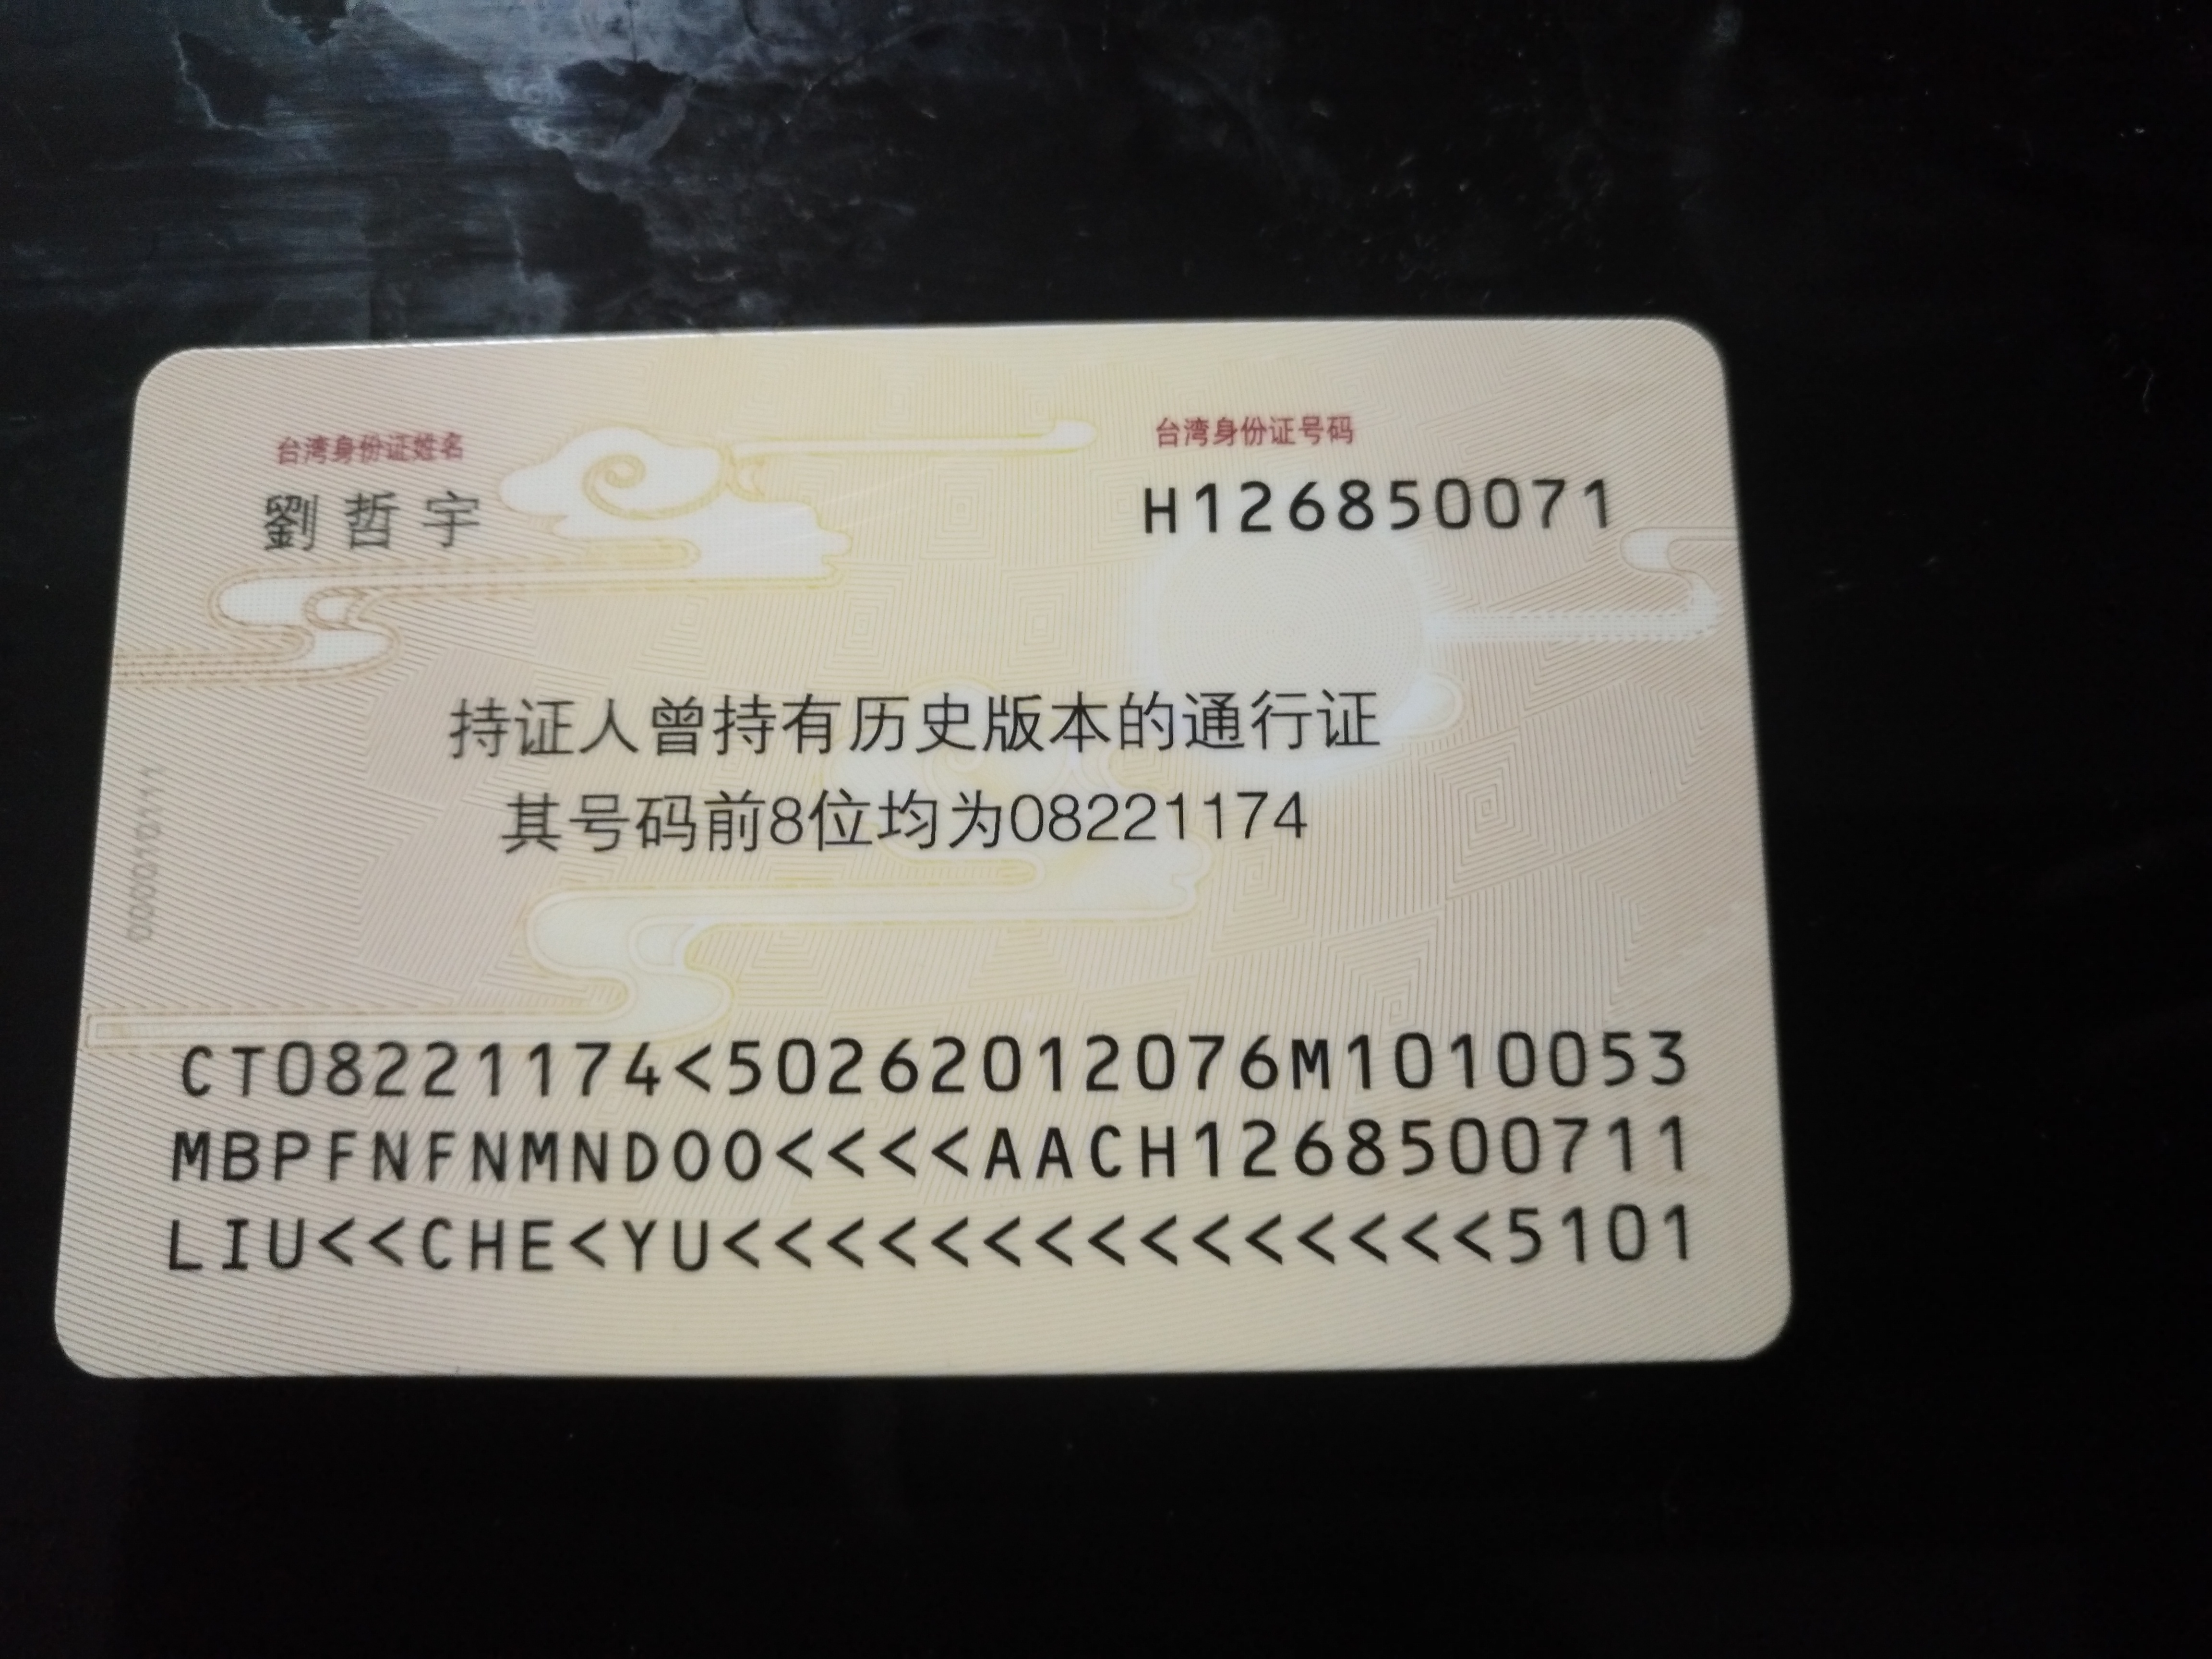 台湾身份证姓名
劉哲宇
台湾身份证号码
H126850071
持证人曾持有历史版本的通行证
其号码前8位均为08221174
CT08221174<50262012076M1010053
MBPFNFNMNDOO<<<<AACH1268500711
LIU<<CHE<YU<<<<<<<<<<<<<<<5101